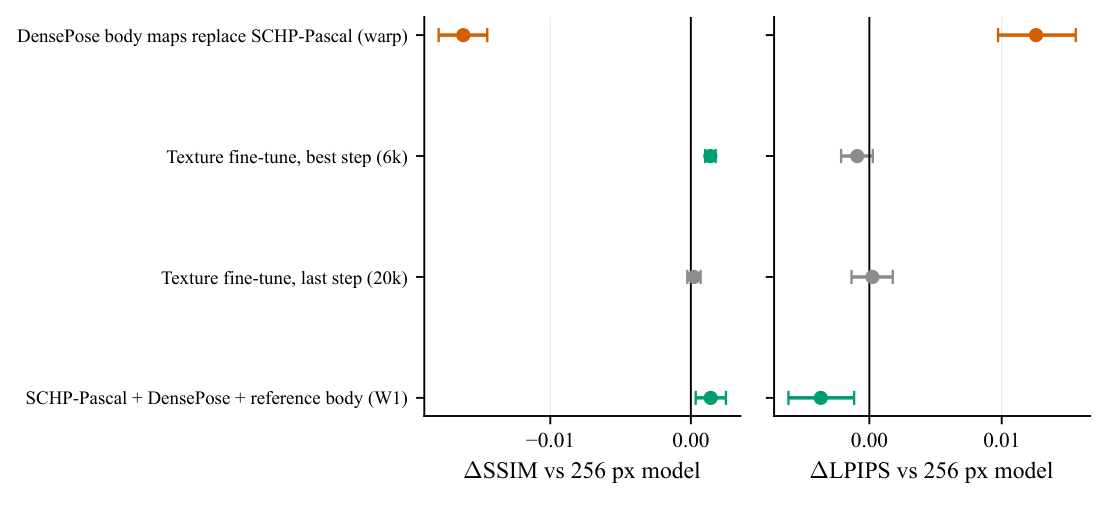 DensePose body maps replace SCHP-Pascal (warp)
Texture fine-tune, best step (6k)
Texture fine-tune, last step (20k)
SCHP-Pascal + DensePose + reference body (W1)
−0.01 0.00
ΔSSIM vs 256 px model
0.00 0.01
ΔLPIPS vs 256 px model